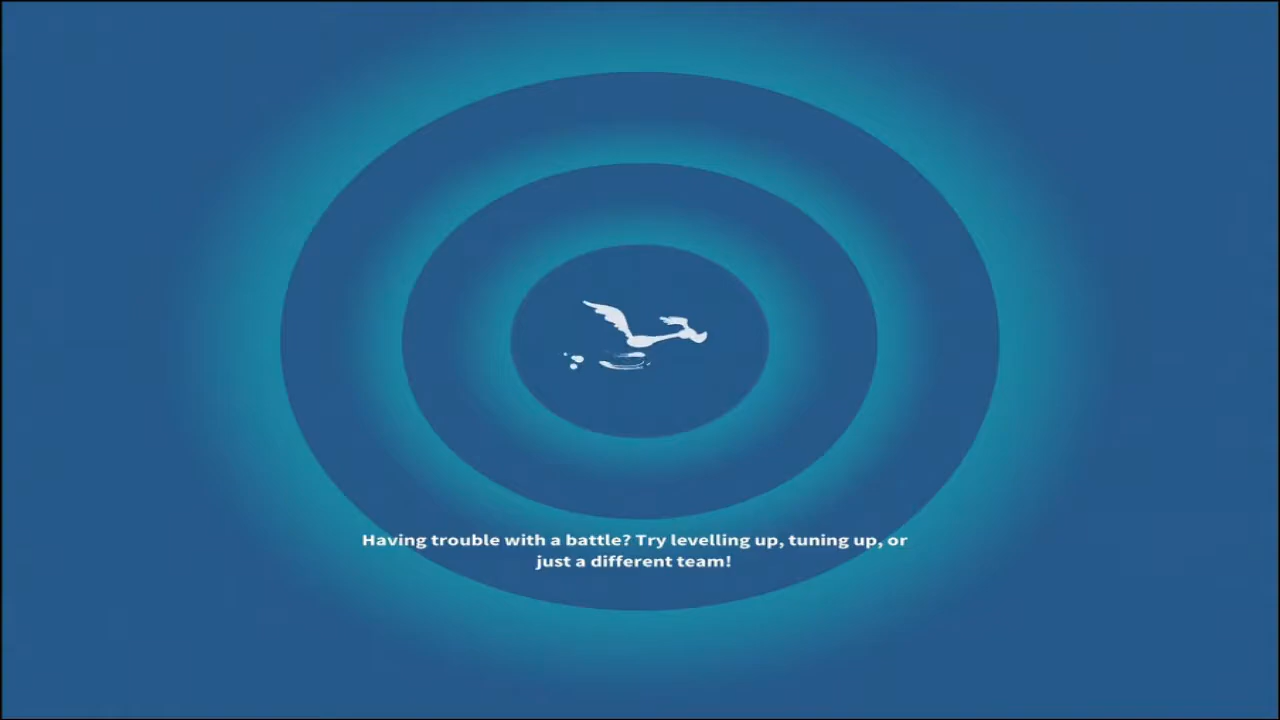 Having trouble with a battle? Try levelling up, tuning up, or
just a different team!